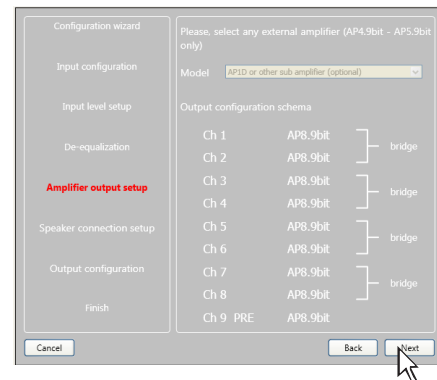 Configuration wizard
Input configuration
Input level setup
De-equalization
Amplifier output setup
Speaker connection setup
Output configuration
Finish
Please, select any external amplifier (AP4.9bit - AP5.9bit
only)
Model AP1D or other sub amplifier (optional)
Output configuration schema
Ch 1 AP8.9bit
bridge
Ch 2 AP8.9bit
Ch 3 AP8.9bit
bridge
Ch 4 AP8.9bit
Ch 5 AP8.9bit
bridge
Ch 6 AP8.9bit
Ch 7 AP8.9bit
bridge
Ch 8 AP8.9bit
Ch 9 PRE AP8.9bit
Cancel Back Next